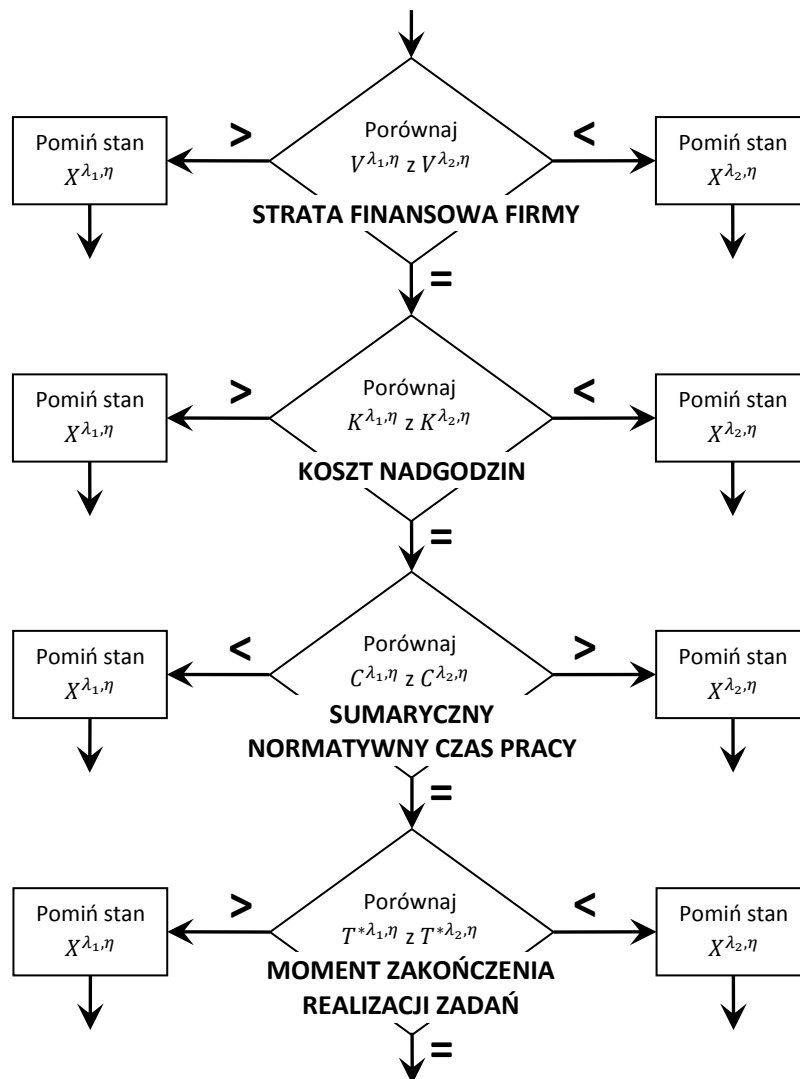 >
<
Pomiń stan
X^{λ₁,η}
Porównaj
V^{λ₁,η} z V^{λ₂,η}
Pomiń stan
X^{λ₂,η}
STRATA FINANSOWA FIRMY
=
>
<
Pomiń stan
X^{λ₁,η}
Porównaj
K^{λ₁,η} z K^{λ₂,η}
Pomiń stan
X^{λ₂,η}
KOSZT NADGODZIN
=
<
>
Pomiń stan
X^{λ₁,η}
Porównaj
C^{λ₁,η} z C^{λ₂,η}
Pomiń stan
X^{λ₂,η}
SUMARYCZNY
NORMATYWNY CZAS PRACY
=
>
<
Pomiń stan
X^{λ₁,η}
Porównaj
T^{*λ₁,η} z T^{*λ₂,η}
Pomiń stan
X^{λ₂,η}
MOMENT ZAKOŃCZENIA
REALIZACJI ZADAŃ
=